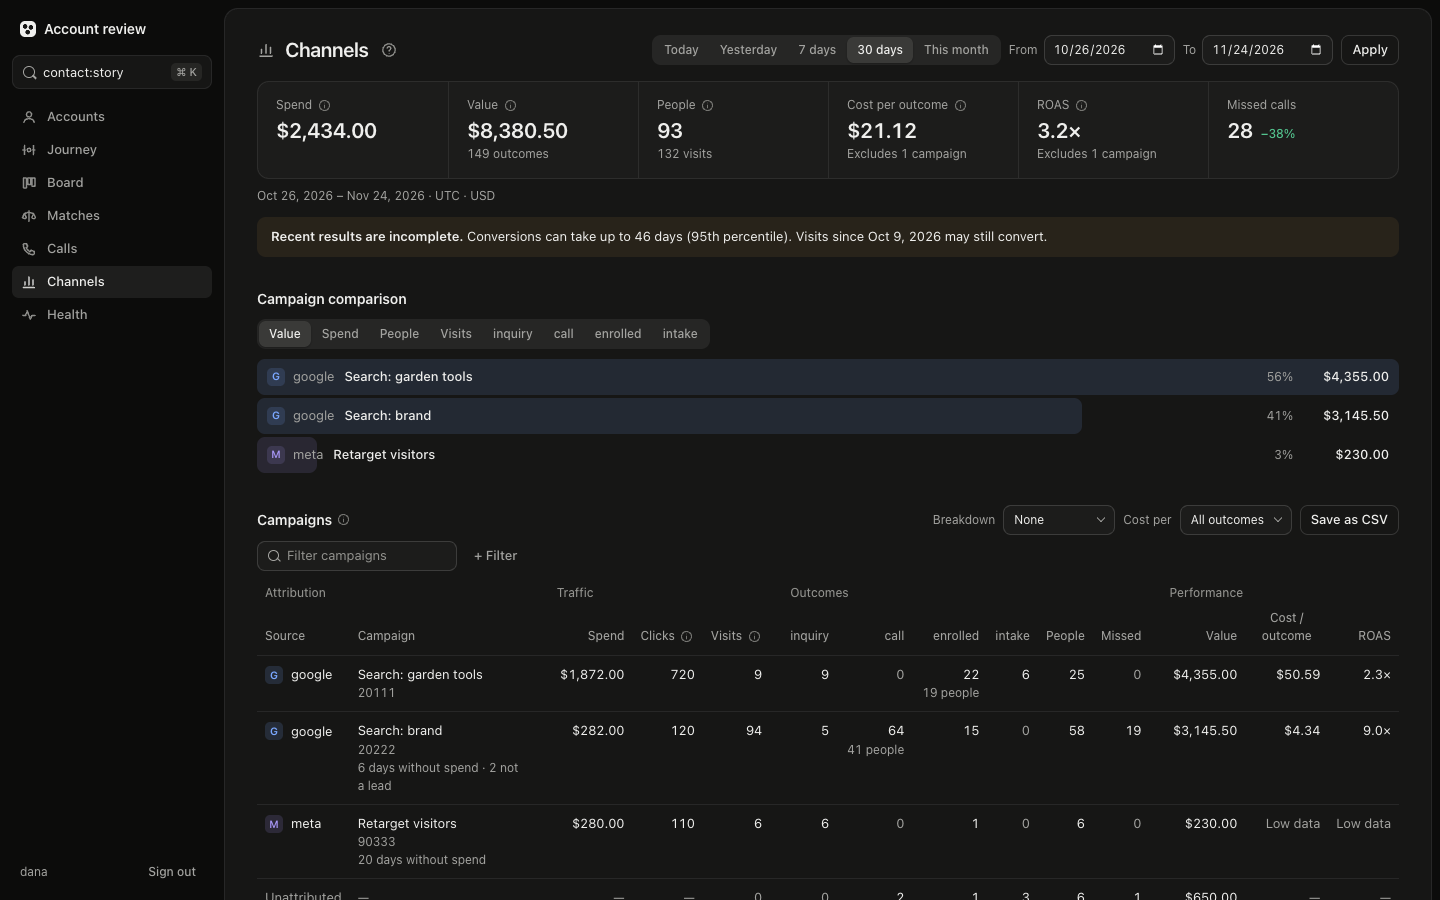 Account review
contact:story ⌘ K
Accounts
Journey
Board
Matches
Calls
Channels
Health
dana Sign out
Channels
Today Yesterday 7 days 30 days This month From 10/26/2026 To 11/24/2026 Apply
Spend Value People Cost per outcome ROAS Missed calls
$2,434.00 $8,380.50 93 $21.12 3.2× 28 −38%
149 outcomes 132 visits Excludes 1 campaign Excludes 1 campaign
Oct 26, 2026 – Nov 24, 2026 · UTC · USD
Recent results are incomplete. Conversions can take up to 46 days (95th percentile). Visits since Oct 9, 2026 may still convert.
Campaign comparison
Value Spend People Visits inquiry call enrolled intake
G google Search: garden tools 56% $4,355.00
G google Search: brand 41% $3,145.50
M meta Retarget visitors 3% $230.00
Campaigns Breakdown None Cost per All outcomes Save as CSV
Filter campaigns + Filter
Attribution Traffic Outcomes Performance
Source Campaign Spend Clicks Visits inquiry call enrolled intake People Missed Value Cost / outcome ROAS
G google Search: garden tools $1,872.00 720 9 9 0 22 6 25 0 $4,355.00 $50.59 2.3×
20111 19 people
G google Search: brand $282.00 120 94 5 64 15 0 58 19 $3,145.50 $4.34 9.0×
20222 41 people
6 days without spend · 2 not
a lead
M meta Retarget visitors $280.00 110 6 6 0 1 0 6 0 $230.00 Low data Low data
90333
20 days without spend
Unattributed — — — 0 0 2 1 3 6 1 $650.00 — —